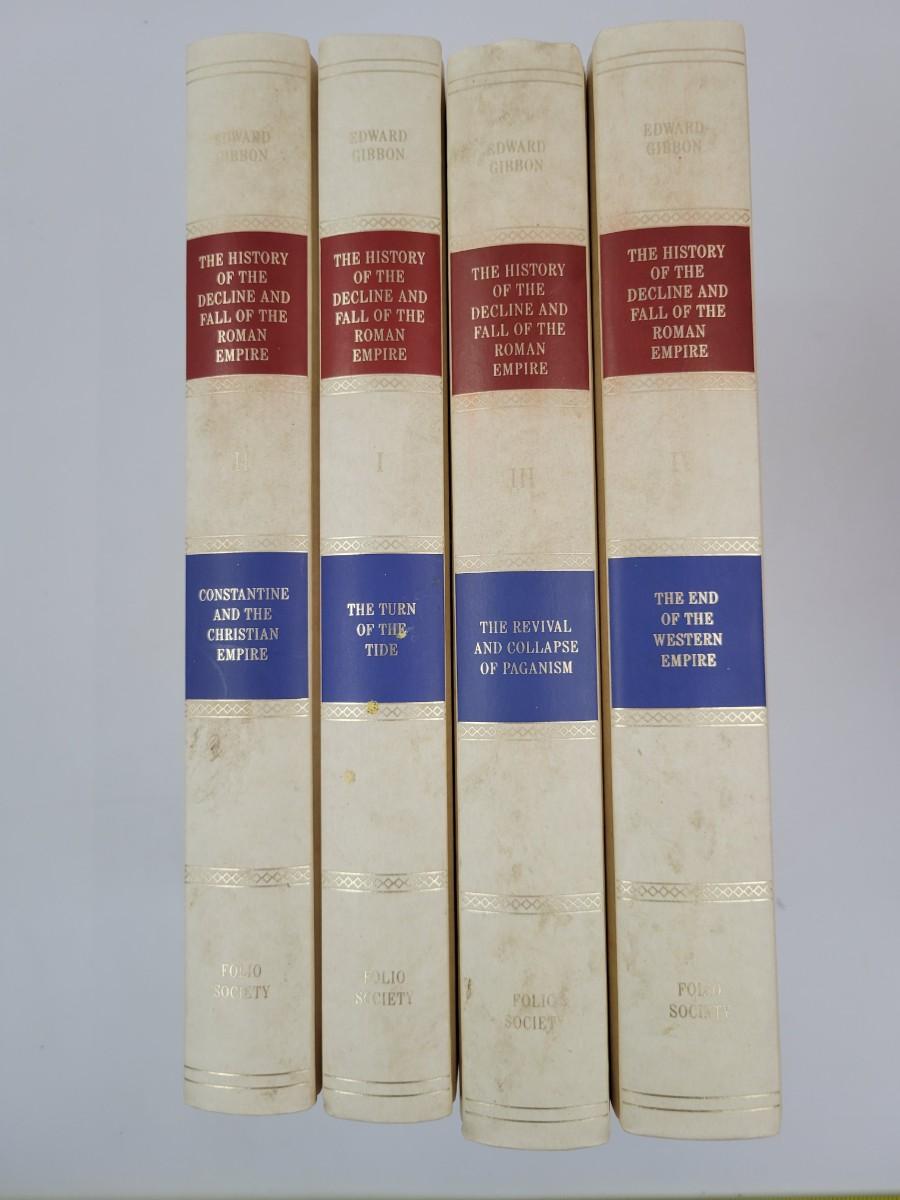 EDWARD
GIBBON
THE HISTORY
OF THE
DECLINE AND
FALL OF THE
ROMAN
EMPIRE
II
CONSTANTINE
AND THE
CHRISTIAN
EMPIRE
FOLIO
SOCIETY
EDWARD
GIBBON
THE HISTORY
OF THE
DECLINE AND
FALL OF THE
ROMAN
EMPIRE
I
THE TURN
OF THE
TIDE
FOLIO
SOCIETY
EDWARD
GIBBON
THE HISTORY
OF THE
DECLINE AND
FALL OF THE
ROMAN
EMPIRE
III
THE REVIVAL
AND COLLAPSE
OF PAGANISM
FOLIO
SOCIETY
EDWARD
GIBBON
THE HISTORY
OF THE
DECLINE AND
FALL OF THE
ROMAN
EMPIRE
IV
THE END
OF THE
WESTERN
EMPIRE
FOLIO
SOCIETY